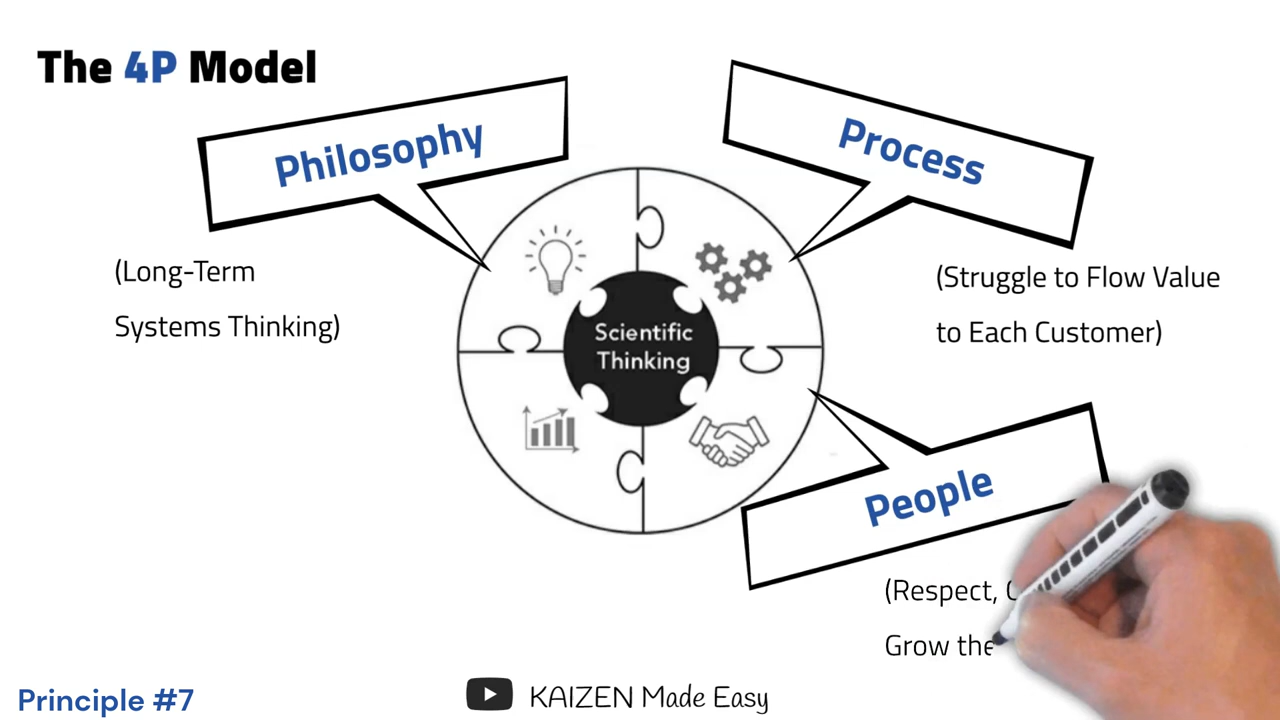 The 4P Model
Philosophy
Process
(Long-Term
Systems Thinking)
(Struggle to Flow Value
to Each Customer)
Scientific
Thinking
People
(Respect,
Grow the
Principle #7
KAIZEN Made Easy